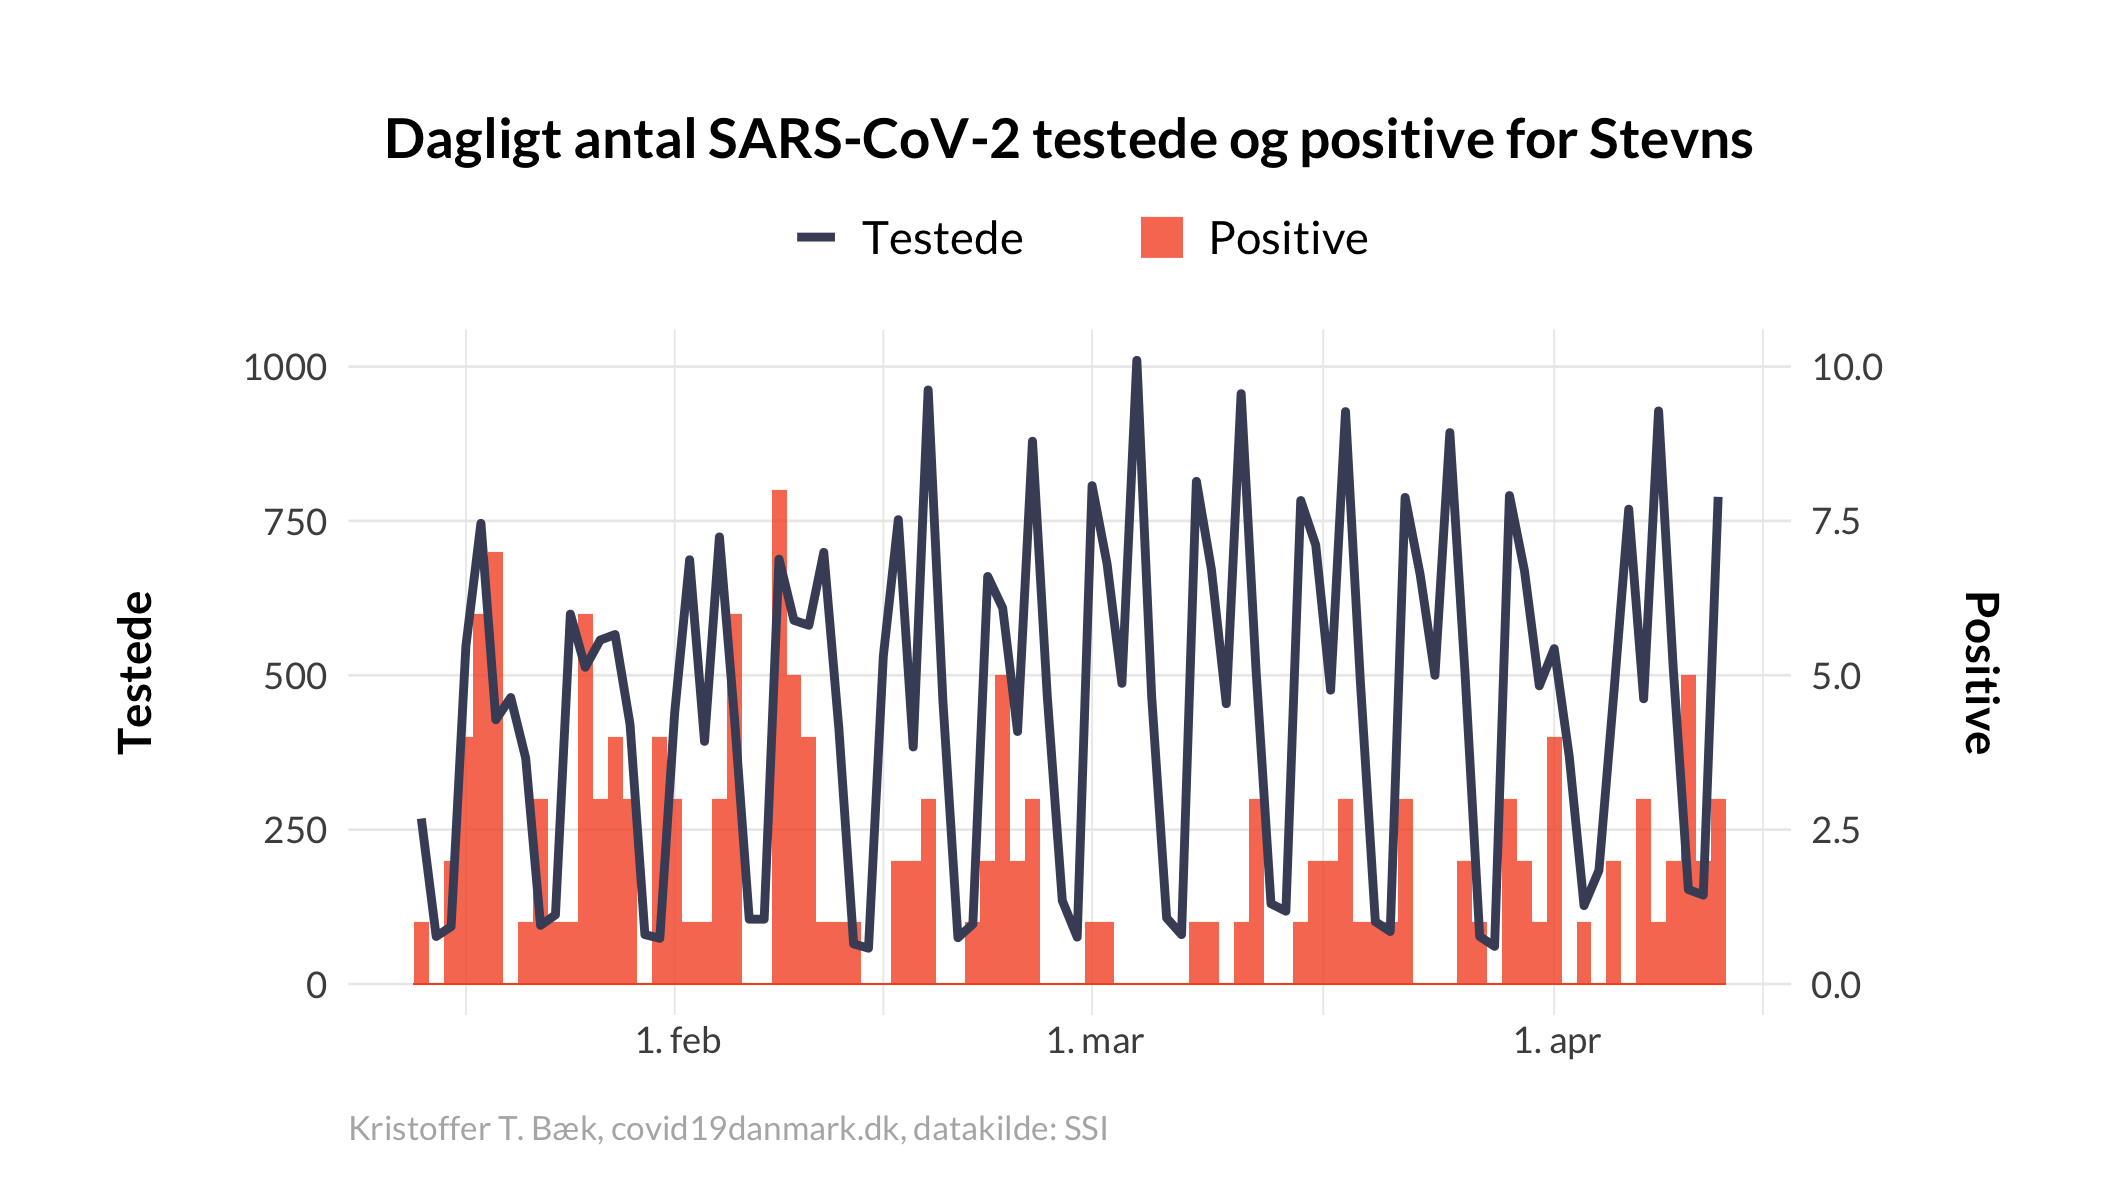 Dagligt antal SARS-CoV-2 testede og positive for Stevns
Testede
Positive
1000
750
500
250
0
10.0
7.5
5.0
2.5
0.0
Testede
Positive
1. feb
1. mar
1. apr
Kristoffer T. Bæk, covid19danmark.dk, datakilde: SSI